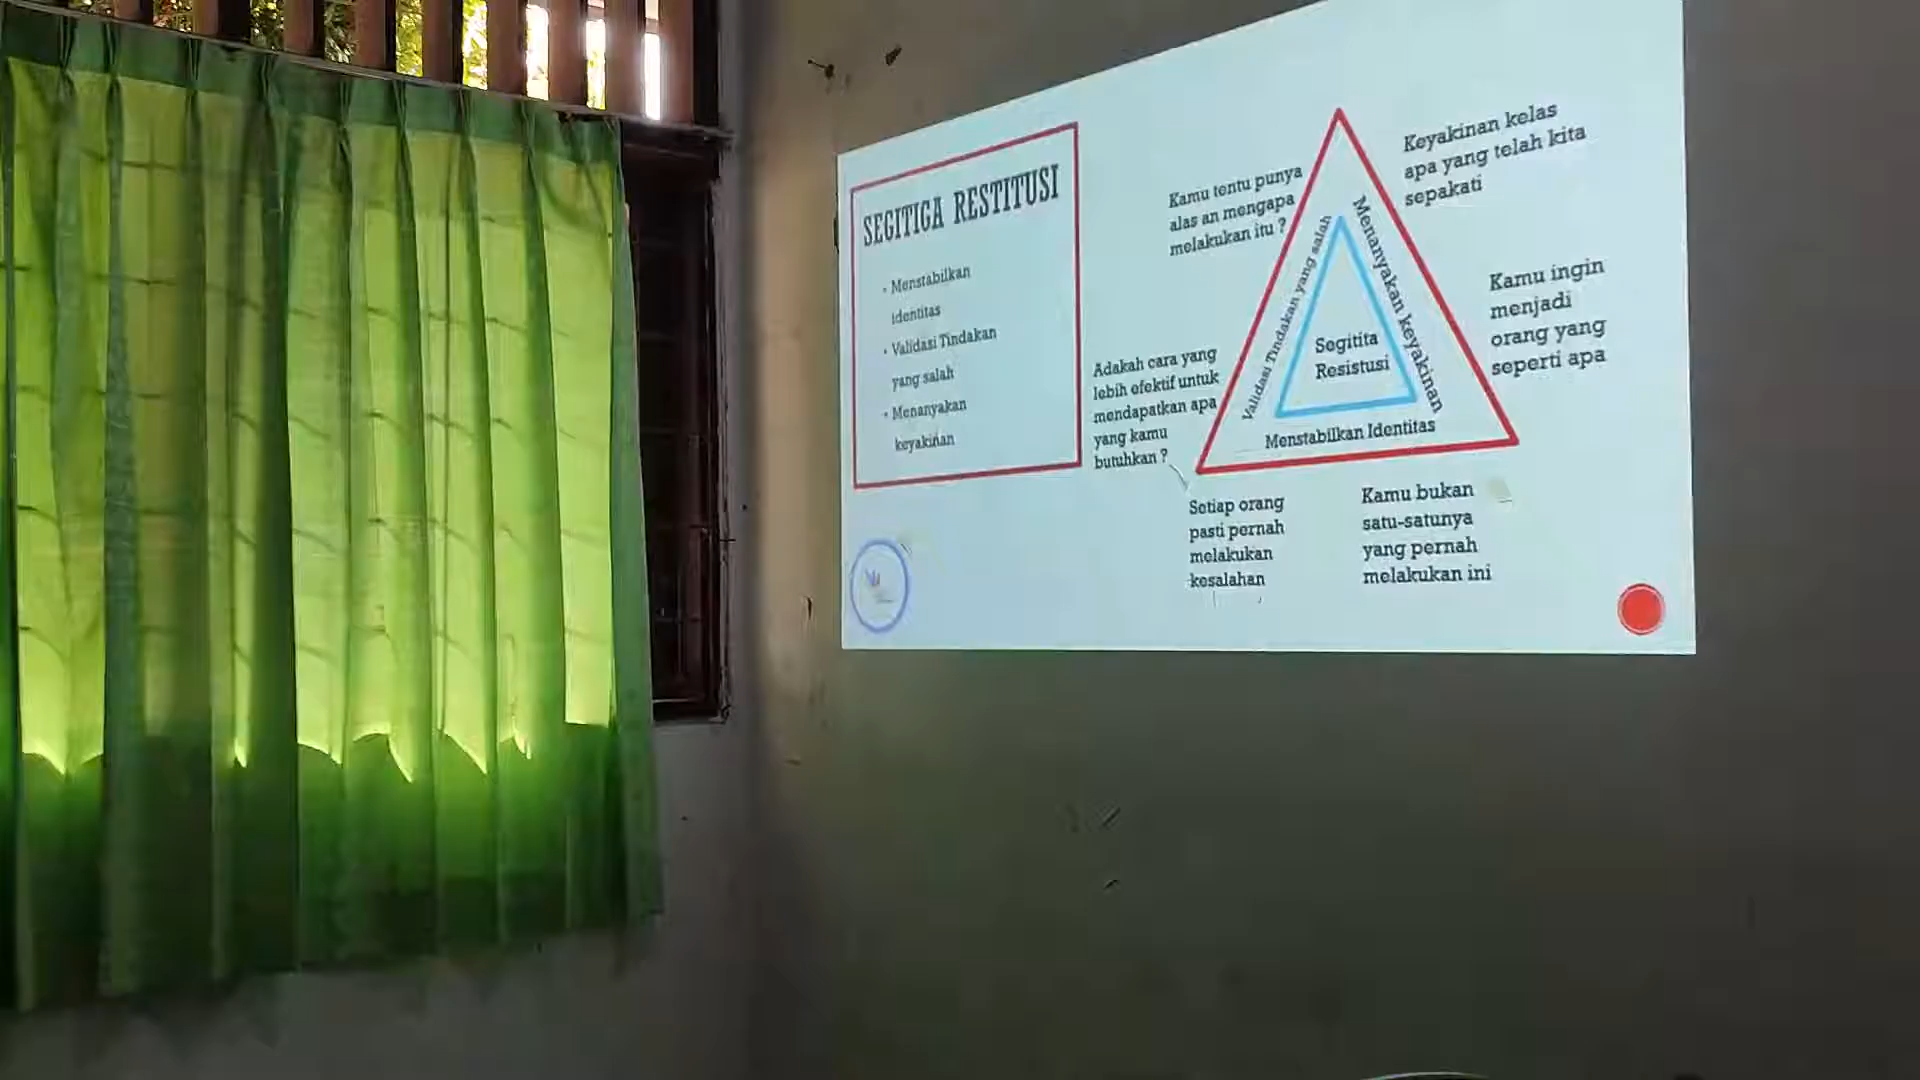 SEGITIGA RESTITUSI
• Menstabilkan
identitas
• Validasi Tindakan
yang salah
• Menanyakan
keyakinan
Kamu tentu punya
alas an mengapa
melakukan itu ?
Adakah cara yang
lebih efektif untuk
mendapatkan apa
yang kamu
butuhkan ?
Validasi Tindakan yang salah
Segitita
Resistusi
Menanyakan keyakinan
Menstabilkan Identitas
Keyakinan kelas
apa yang telah kita
sepakati
Kamu ingin
menjadi
orang yang
seperti apa
Setiap orang
pasti pernah
melakukan
kesalahan
Kamu bukan
satu-satunya
yang pernah
melakukan ini